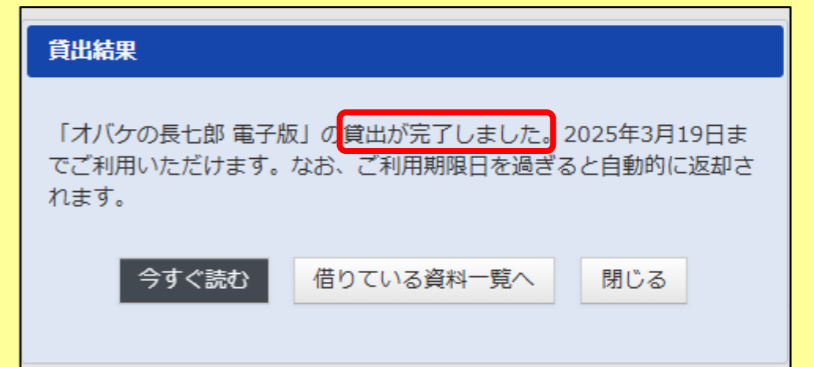 貸出結果
「オバケの長七郎 電子版」の貸出が完了しました。2025年3月19日ま
でご利用いただけます。なお、ご利用期限日を過ぎると自動的に返却さ
れます。
今すぐ読む 借りている資料一覧へ 閉じる